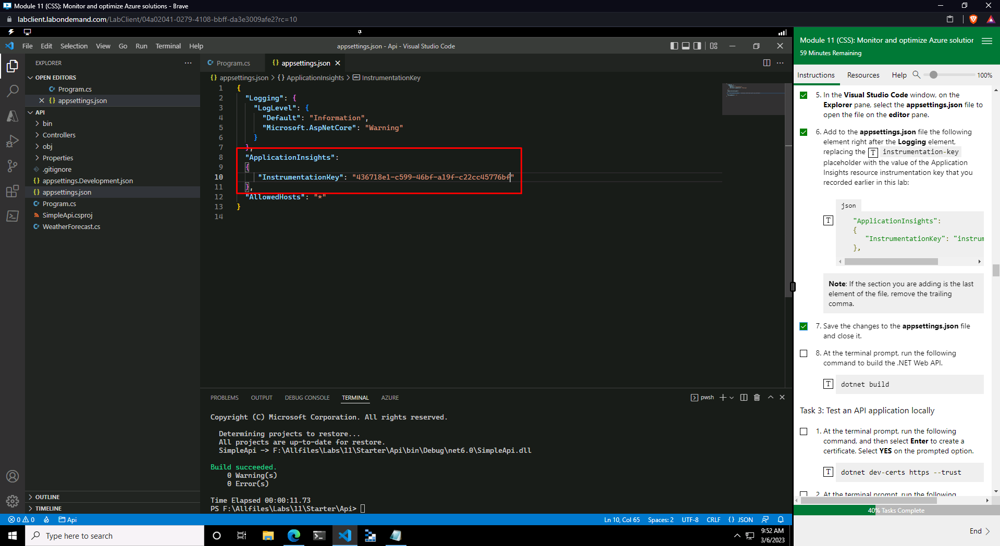 Module 11 (CSS): Monitor and optimize Azure solutions - Brave
labclient.labondemand.com/LabClient/04a02041-0279-4108-bbff-da3e3009afe2?rc=10
File Edit Selection View Go Run Terminal Help
appsettings.json - Api - Visual Studio Code
EXPLORER
OPEN EDITORS
Program.cs
appsettings.json
API
bin
Controllers
obj
Properties
.gitignore
appsettings.Development.json
appsettings.json
Program.cs
SimpleApi.csproj
WeatherForecast.cs
OUTLINE
TIMELINE
Program.cs
appsettings.json
{} appsettings.json > {} ApplicationInsights > InstrumentationKey
1 {
2 "Logging": {
3 "LogLevel": {
4 "Default": "Information",
5 "Microsoft.AspNetCore": "Warning"
6 }
7 },
8 "ApplicationInsights":
9 {
10 "InstrumentationKey": "436718e1-c599-46bf-a19f-c22cc45776bf"
11 },
12 "AllowedHosts": "*"
13 }
14
PROBLEMS OUTPUT DEBUG CONSOLE TERMINAL AZURE
pwsh
Copyright (C) Microsoft Corporation. All rights reserved.
Determining projects to restore...
All projects are up-to-date for restore.
SimpleApi -> F:\Allfiles\Labs\11\Starter\Api\bin\Debug\net6.0\SimpleApi.dll
Build succeeded.
0 Warning(s)
0 Error(s)
Time Elapsed 00:00:11.73
PS F:\Allfiles\Labs\11\Starter\Api>
0 0 Api
Ln 10, Col 65 Spaces: 2 UTF-8 CRLF {} JSON
Type here to search
9:52 AM
3/6/2023
Module 11 (CSS): Monitor and optimize Azure solution
59 Minutes Remaining
Instructions Resources Help 100%
5. In the Visual Studio Code window, on the
Explorer pane, select the appsettings.json file to
open the file on the editor pane.
6. Add to the appsettings.json file the following
element right after the Logging element,
replacing the T instrumentation-key
placeholder with the value of the Application
Insights resource instrumentation key that you
recorded earlier in this lab:
json
T
"ApplicationInsights":
{
"InstrumentationKey": "instrum
},
Note: If the section you are adding is the last
element of the file, remove the trailing
comma.
7. Save the changes to the appsettings.json file
and close it.
8. At the terminal prompt, run the following
command to build the .NET Web API.
T dotnet build
Task 3: Test an API application locally
1. At the terminal prompt, run the following
command, and then select Enter to create a
certificate. Select YES on the prompted option.
T dotnet dev-certs https --trust
2. At the terminal prompt, run the following
40% Tasks Complete
End